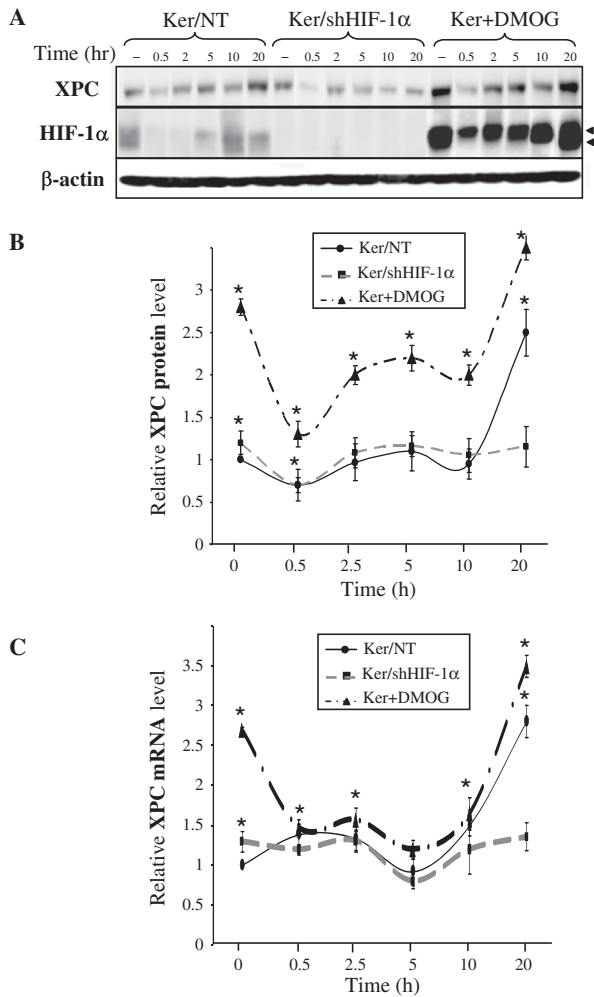 A
Ker/NT Ker/shHIF-1α Ker+DMOG
Time (hr) – 0.5 2 5 10 20 – 0.5 2 5 10 20 – 0.5 2 5 10 20
XPC
HIF-1α
β-actin
B
Ker/NT
Ker/shHIF-1α
Ker+DMOG
Relative XPC protein level
3
2.5
2
1.5
1
0.5
0
* * * * * * * * *
0 0.5 2.5 5 10 20
Time (h)
C
Ker/NT
Ker/shHIF-1α
Ker+DMOG
Relative XPC mRNA level
3.5
3
2.5
2
1.5
1
0.5
0
* * * * * * *
0 0.5 2.5 5 10 20
Time (h)